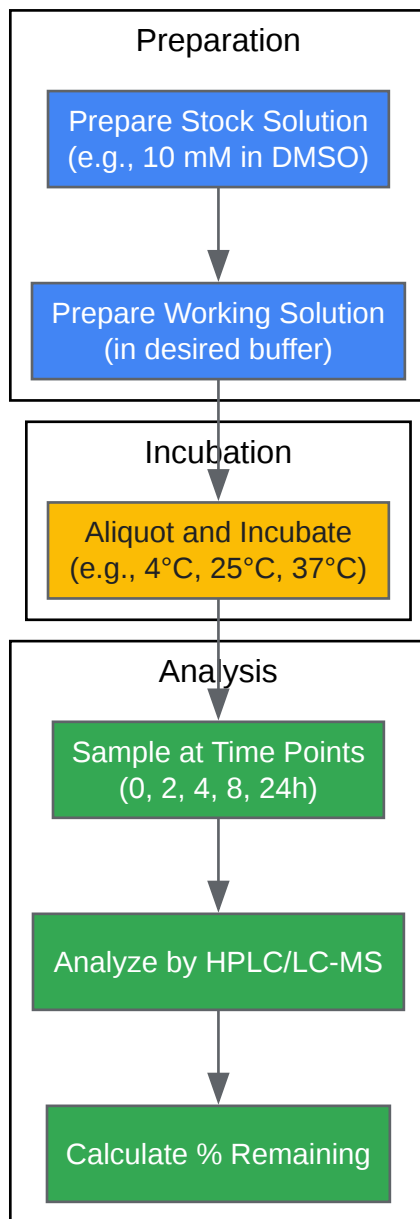 Preparation
Prepare Stock Solution
(e.g., 10 mM in DMSO)
Prepare Working Solution
(in desired buffer)
Incubation
Aliquot and Incubate
(e.g., 4°C, 25°C, 37°C)
Analysis
Sample at Time Points
(0, 2, 4, 8, 24h)
Analyze by HPLC/LC-MS
Calculate % Remaining